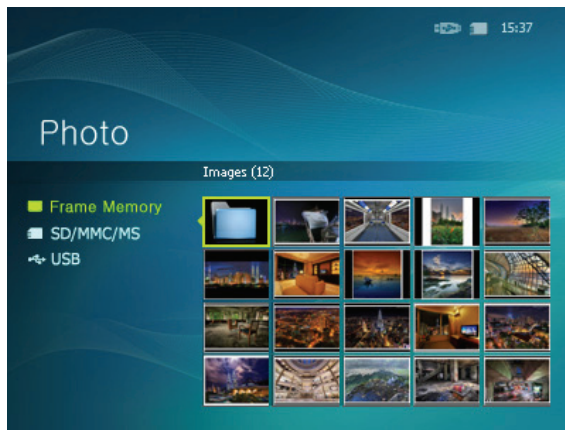 15:37
Photo
Images (12)
Frame Memory
SD/MMC/MS
USB